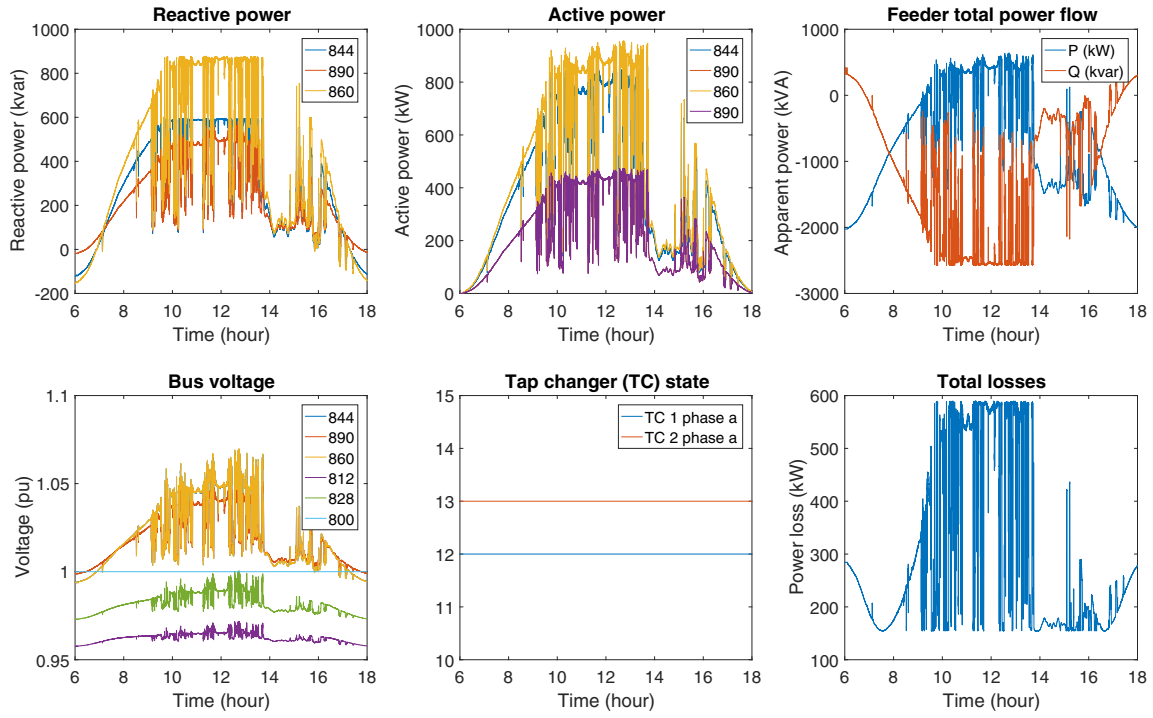 Reactive power
1000
800
600
400
200
0
-200
Reactive power (kvar)
844
890
860
6 8 10 12 14 16 18
Time (hour)
Active power
1000
800
600
400
200
0
Active power (kW)
844
890
860
890
6 8 10 12 14 16 18
Time (hour)
Feeder total power flow
1000
0
-1000
-2000
-3000
Apparent power (kVA)
P (kW)
Q (kvar)
6 8 10 12 14 16 18
Time (hour)
Bus voltage
1.1
1.05
1
0.95
Voltage (pu)
844
890
860
812
828
800
6 8 10 12 14 16 18
Time (hour)
Tap changer (TC) state
15
14
13
12
11
10
TC 1 phase a
TC 2 phase a
6 8 10 12 14 16 18
Time (hour)
Total losses
600
500
400
300
200
100
Power loss (kW)
6 8 10 12 14 16 18
Time (hour)